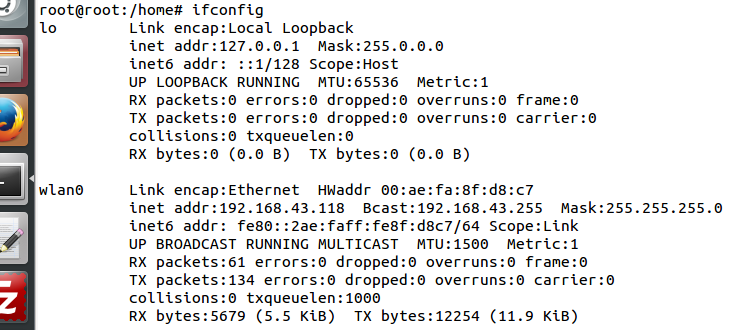 root@root:/home# ifconfig
lo Link encap:Local Loopback
inet addr:127.0.0.1 Mask:255.0.0.0
inet6 addr: ::1/128 Scope:Host
UP LOOPBACK RUNNING MTU:65536 Metric:1
RX packets:0 errors:0 dropped:0 overruns:0 frame:0
TX packets:0 errors:0 dropped:0 overruns:0 carrier:0
collisions:0 txqueuelen:0
RX bytes:0 (0.0 B) TX bytes:0 (0.0 B)
wlan0 Link encap:Ethernet HWaddr 00:ae:fa:8f:d8:c7
inet addr:192.168.43.118 Bcast:192.168.43.255 Mask:255.255.255.0
inet6 addr: fe80::2ae:faff:fe8f:d8c7/64 Scope:Link
UP BROADCAST RUNNING MULTICAST MTU:1500 Metric:1
RX packets:61 errors:0 dropped:0 overruns:0 frame:0
TX packets:134 errors:0 dropped:0 overruns:0 carrier:0
collisions:0 txqueuelen:1000
RX bytes:5679 (5.5 KiB) TX bytes:12254 (11.9 KiB)